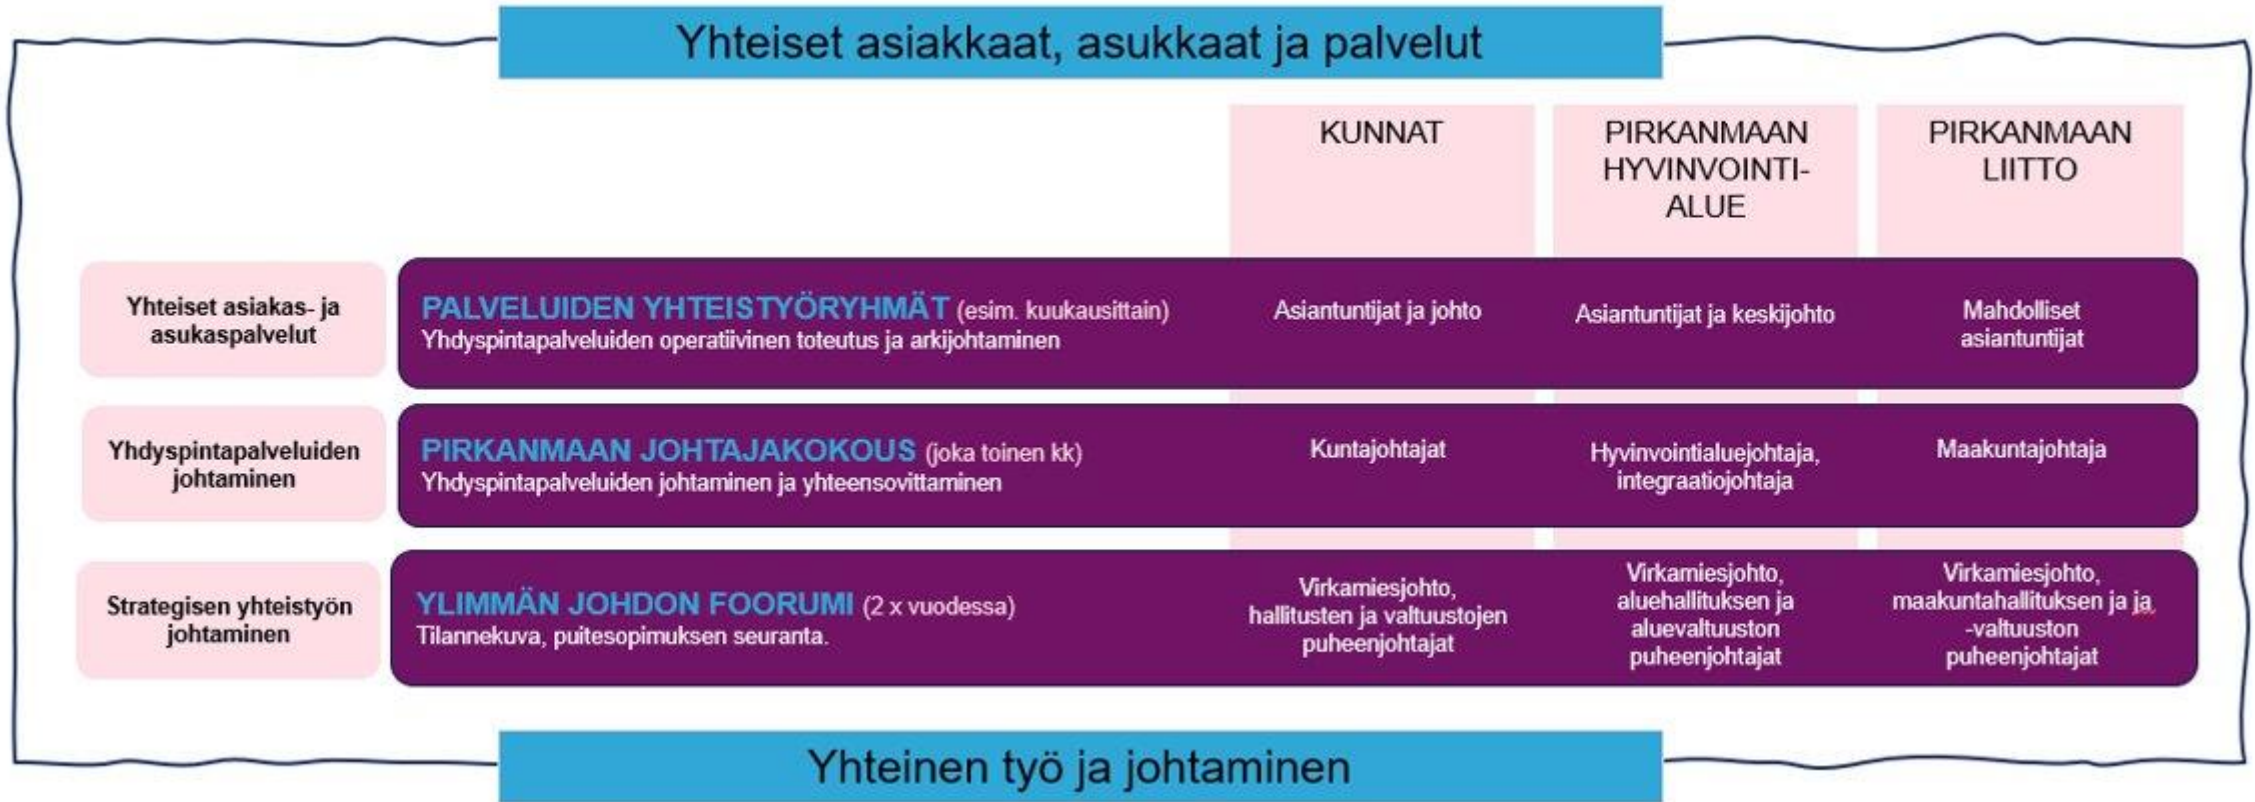 Yhteiset asiakkaat, asukkaat ja palvelut
KUNNAT
PIRKANMAAN
HYVINVOINTI-
ALUE
PIRKANMAAN
LIITTO
Yhteiset asiakas- ja
asukaspalvelut
PALVELUIDEN YHTEISTYÖRYHMÄT (esim. kuukausittain)
Yhdyspintapalveluiden operatiivinen toteutus ja arkijohtaminen
Asiantuntijat ja johto
Asiantuntijat ja keskijohto
Mahdolliset
asiantuntijat
Yhdyspintapalveluiden
johtaminen
PIRKANMAAN JOHTAJAKOKOUS (joka toinen kk)
Yhdyspintapalveluiden johtaminen ja yhteensovittaminen
Kuntajohtajat
Hyvinvointialuejohtaja,
integraatiojohtaja
Maakuntajohtaja
Strategisen yhteistyön
johtaminen
YLIMMÄN JOHDON FOORUMI (2 x vuodessa)
Tilannekuva, puitesopimuksen seuranta.
Virkamiesjohto,
hallitusten ja valtuustojen
puheenjohtajat
Virkamiesjohto,
aluehallituksen ja
aluevaltuuston
puheenjohtajat
Virkamiesjohto,
maakuntahallituksen ja ja
-valtuuston
puheenjohtajat
Yhteinen työ ja johtaminen